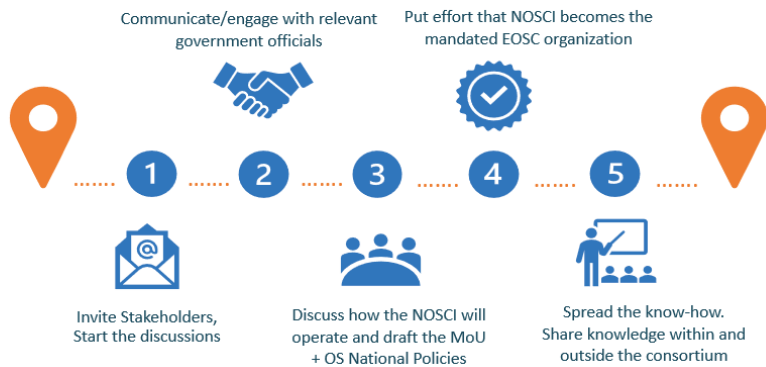 Communicate/engage with relevant
government officials
Put effort that NOSCI becomes the
mandated EOSC organization
1
2
3
4
5
@
Invite Stakeholders,
Start the discussions
Discuss how the NOSCI will
operate and draft the MoU
+ OS National Policies
Spread the know-how.
Share knowledge within and
outside the consortium